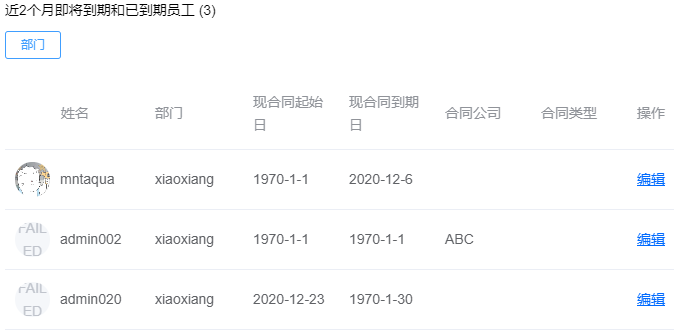 近2个月即将到期和已到期员工 (3)
部门
姓名 部门 现合同起始日 现合同到期日 合同公司 合同类型 操作
mntaqua xiaoxiang 1970-1-1 2020-12-6 编辑
FAILED admin002 xiaoxiang 1970-1-1 1970-1-1 ABC 编辑
FAILED admin020 xiaoxiang 2020-12-23 1970-1-30 编辑